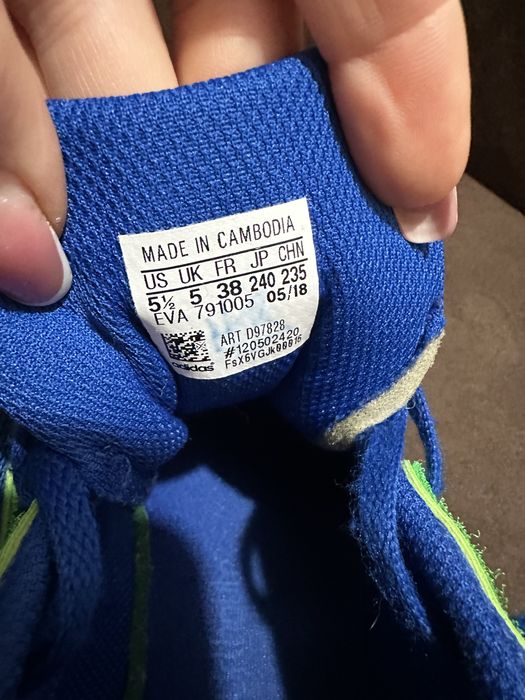 MADE IN CAMBODIA
US UK FR JP CHN
5½ 5 38 240 235
EVA 791005 05/18
ART D97828
#120502420
adidas FsX6VGJk00016